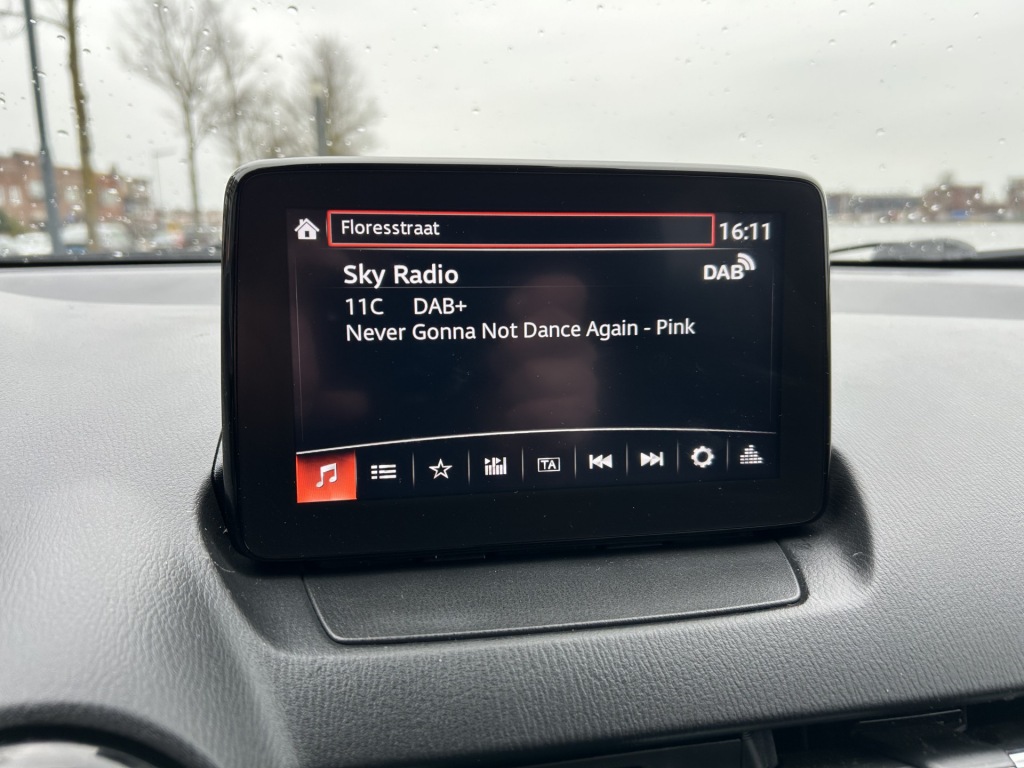 Floresstraat 16:11
Sky Radio DAB
11C DAB+
Never Gonna Not Dance Again - Pink
TA